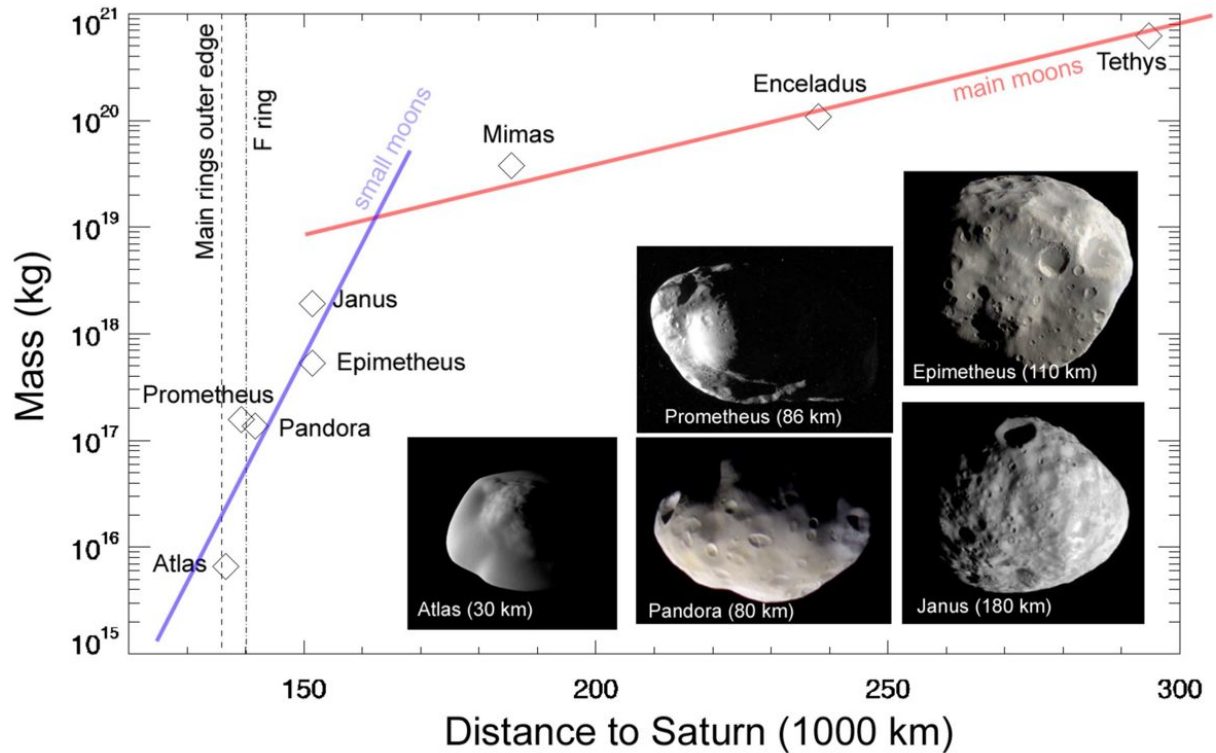 10²¹
10²⁰
10¹⁹
10¹⁸
10¹⁷
10¹⁶
10¹⁵
Mass (kg)
Main rings outer edge
F ring
small moons
main moons
Tethys
Enceladus
Mimas
Janus
Epimetheus
Prometheus
Pandora
Atlas
Epimetheus (110 km)
Prometheus (86 km)
Atlas (30 km)
Pandora (80 km)
Janus (180 km)
150
200
250
300
Distance to Saturn (1000 km)